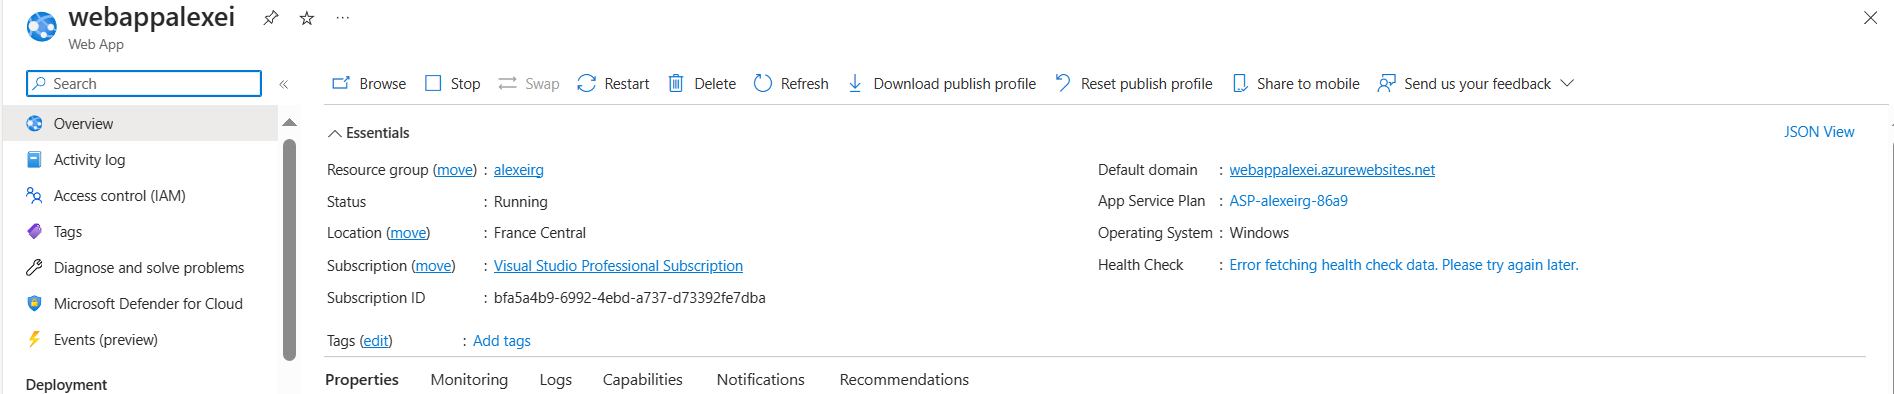 webappalexei
Web App
Search
Browse
Stop
Swap
Restart
Delete
Refresh
Download publish profile
Reset publish profile
Share to mobile
Send us your feedback
Overview
Activity log
Access control (IAM)
Tags
Diagnose and solve problems
Microsoft Defender for Cloud
Events (preview)
Deployment
Essentials
JSON View
Resource group (move) : alexeirg
Status : Running
Location (move) : France Central
Subscription (move) : Visual Studio Professional Subscription
Subscription ID : bfa5a4b9-6992-4ebd-a737-d73392fe7dba
Default domain : webappalexei.azurewebsites.net
App Service Plan : ASP-alexeirg-86a9
Operating System : Windows
Health Check : Error fetching health check data. Please try again later.
Tags (edit) : Add tags
Properties
Monitoring
Logs
Capabilities
Notifications
Recommendations